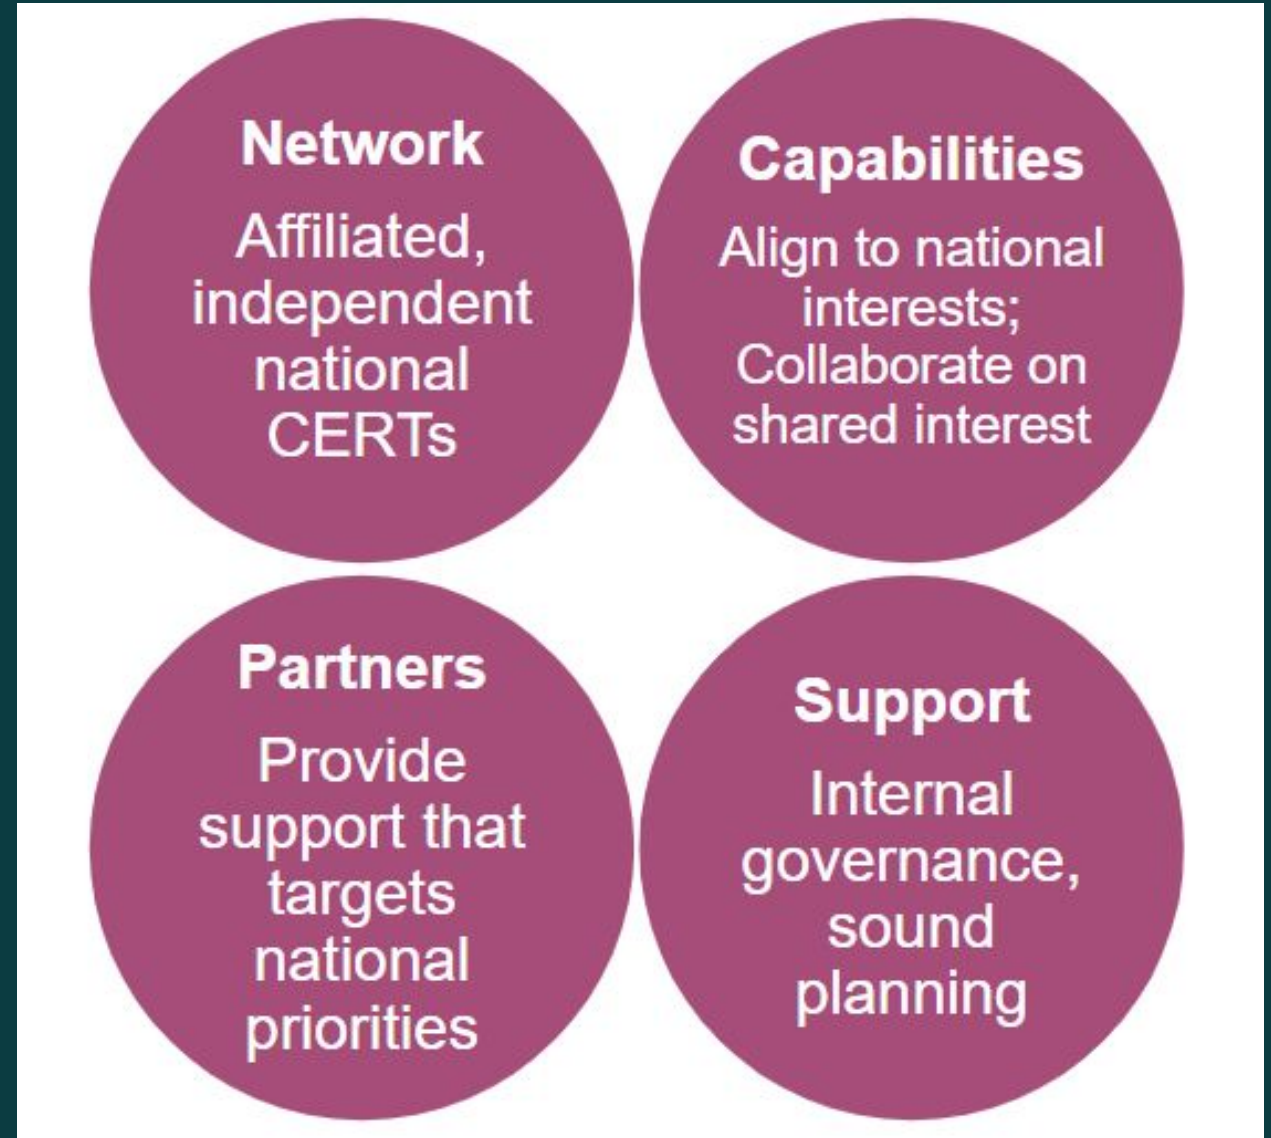 Network
Affiliated,
independent
national
CERTs
Capabilities
Align to national
interests;
Collaborate on
shared interest
Partners
Provide
support that
targets
national
priorities
Support
Internal
governance,
sound
planning